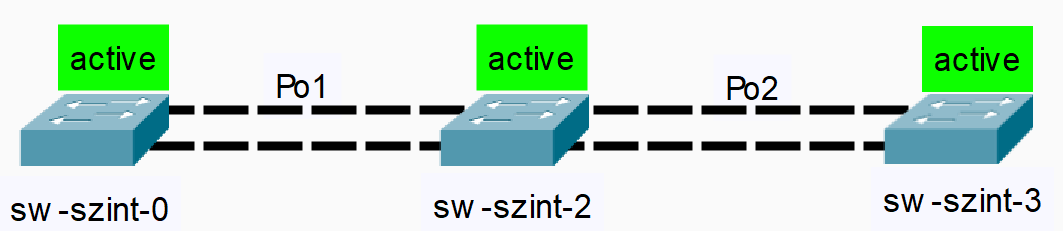 active
active
active
Po1
Po2
sw-szint-0
sw-szint-2
sw-szint-3